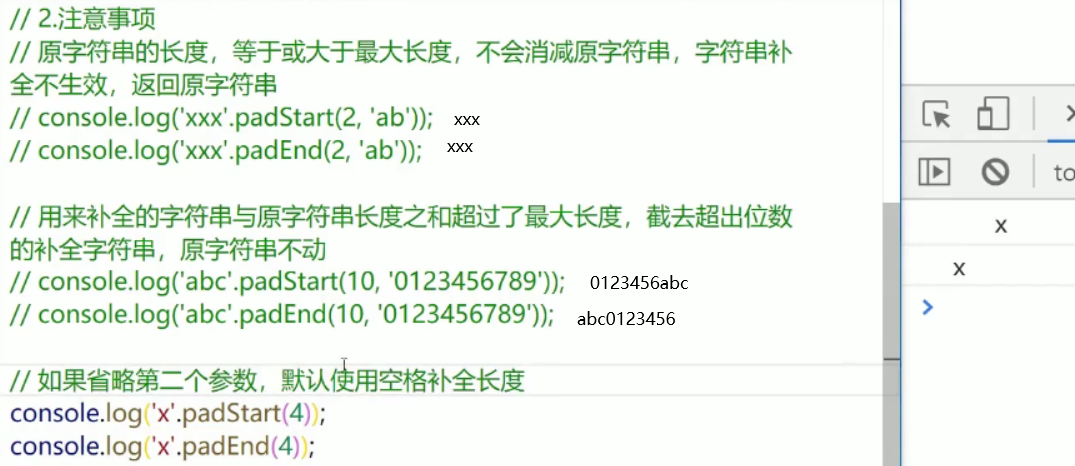 // 2.注意事项
// 原字符串的长度，等于或大于最大长度，不会消减原字符串，字符串补
全不生效，返回原字符串
// console.log('xxx'.padStart(2, 'ab')); xxx
// console.log('xxx'.padEnd(2, 'ab')); xxx
// 用来补全的字符串与原字符串长度之和超过了最大长度，截去超出位数
的补全字符串，原字符串不动
// console.log('abc'.padStart(10, '0123456789')); 0123456abc
// console.log('abc'.padEnd(10, '0123456789')); abc0123456
// 如果省略第二个参数，默认使用空格补全长度
console.log('x'.padStart(4));
console.log('x'.padEnd(4));
to
x
x